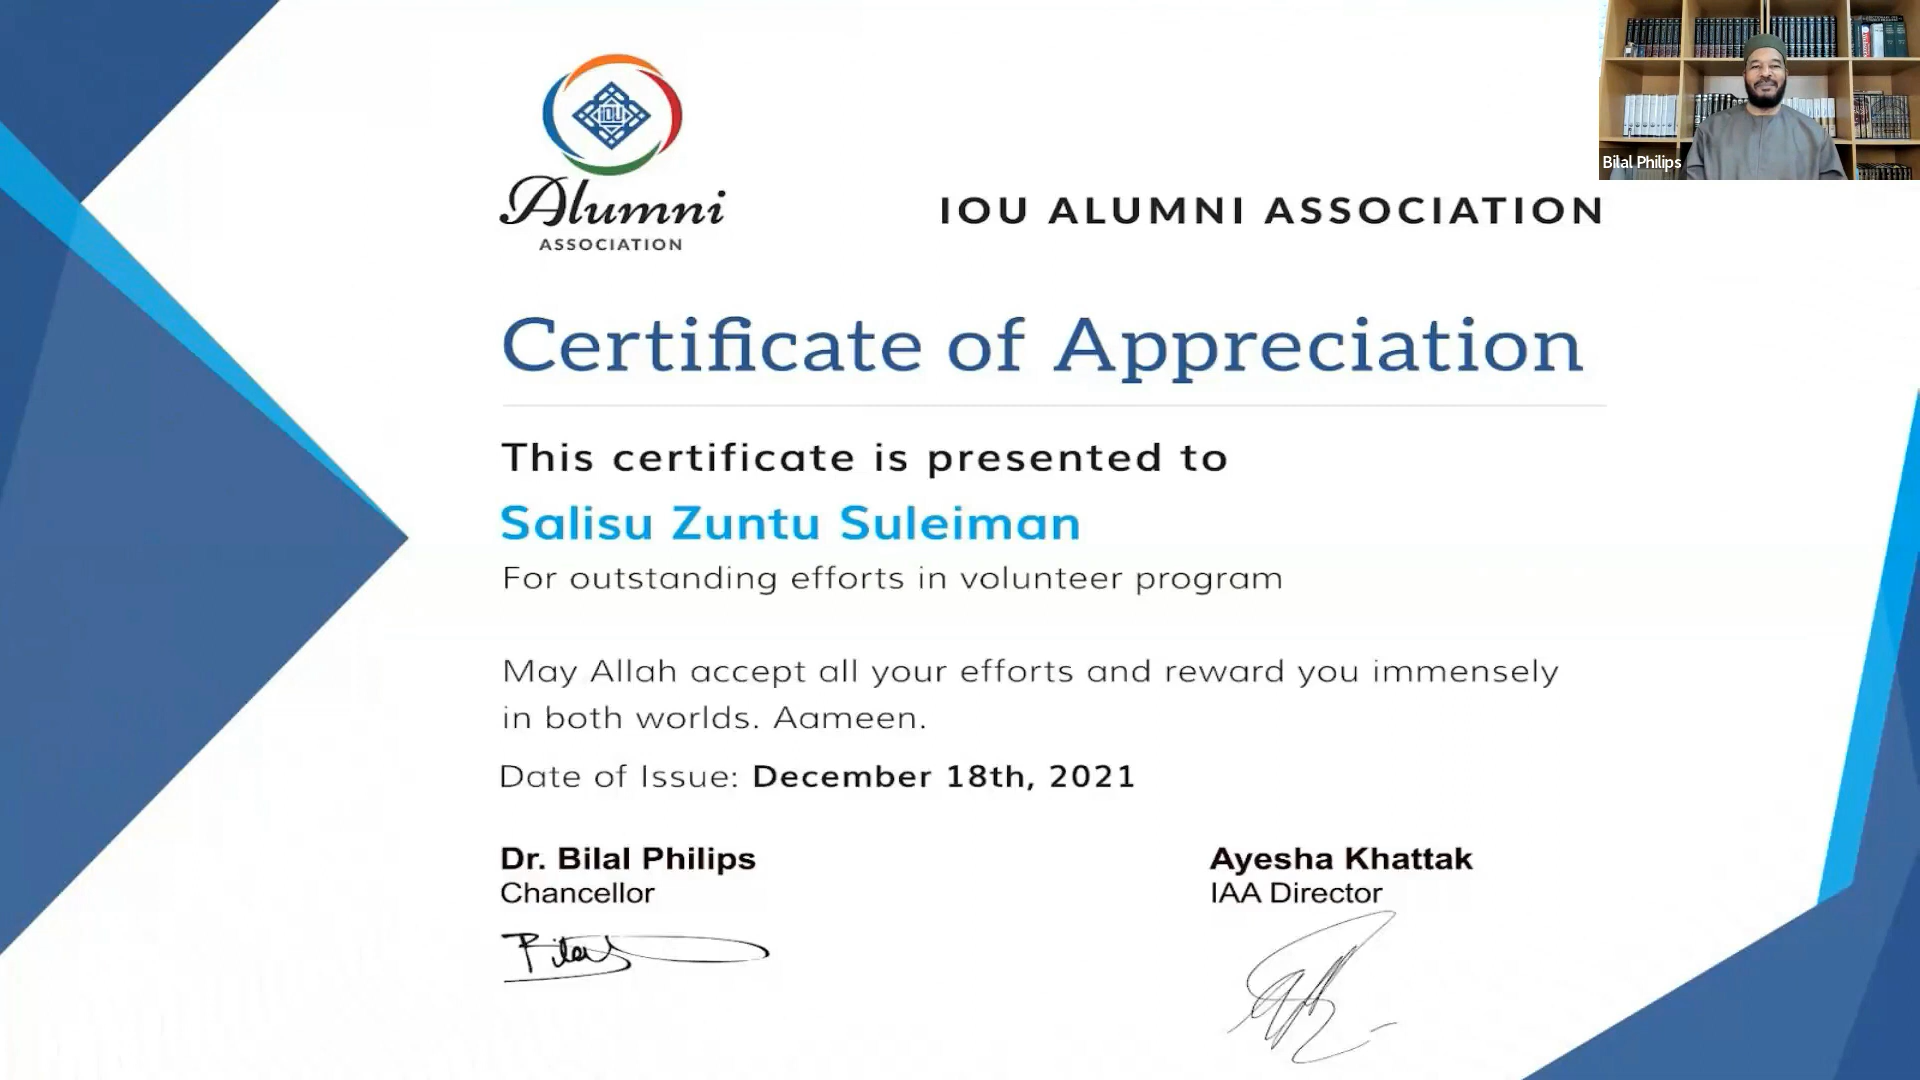 IOU
Alumni
ASSOCIATION
IOU ALUMNI ASSOCIATION
Bilal Philips
Certificate of Appreciation
This certificate is presented to
Salisu Zuntu Suleiman
For outstanding efforts in volunteer program
May Allah accept all your efforts and reward you immensely
in both worlds. Aameen.
Date of Issue: December 18th, 2021
Dr. Bilal Philips
Chancellor
Bilal
Ayesha Khattak
IAA Director